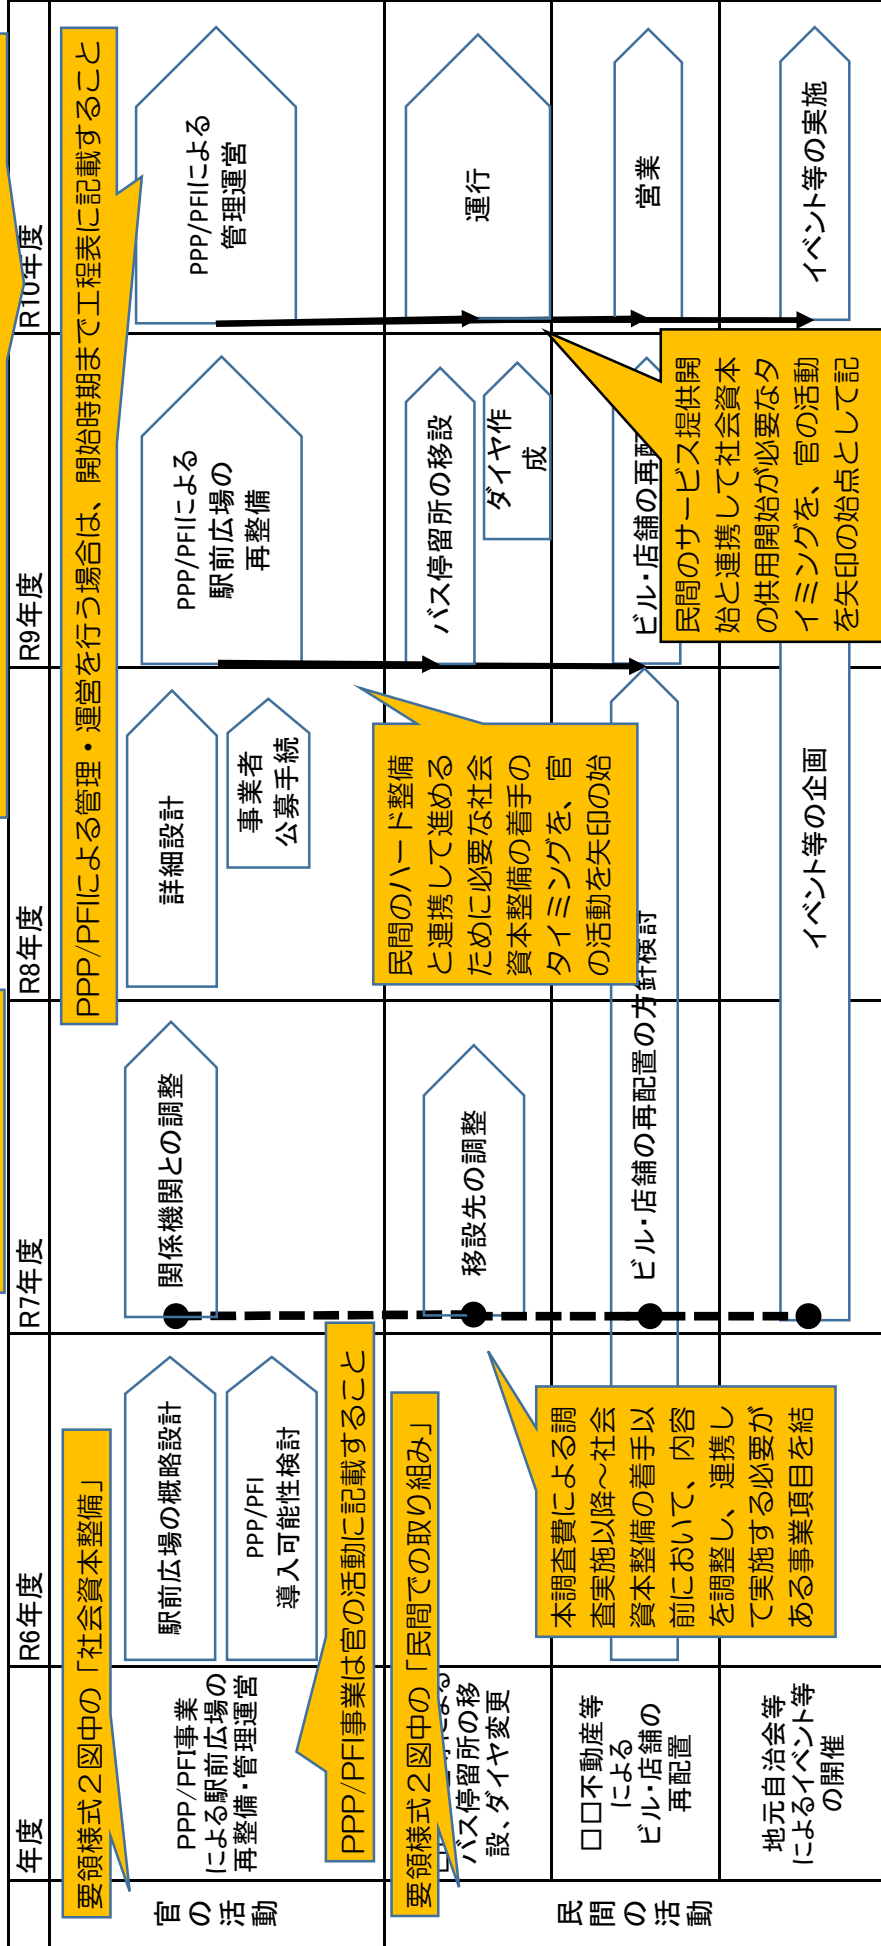 年度
R6年度
R7年度
R8年度
R9年度
R10年度
官の活動
要領様式２図中の「社会資本整備」
PPP/PFIによる管理・運営を行う場合は、開始時期まで工程表に記載すること
PPP/PFI事業
による駅前広場の
再整備・管理運営
駅前広場の概略設計
PPP/PFI
導入可能性検討
関係機関との調整
詳細設計
事業者
公募手続
PPP/PFIによる
駅前広場の
再整備
PPP/PFIによる
管理運営
PPP/PFI事業は官の活動に記載すること
民間の活動
要領様式２図中の「民間での取り組み」
バス停留所の移
設、ダイヤ変更
移設先の調整
バス停留所の移設
ダイヤ作
成
運行
民間のハード整備
と連携して進める
ために必要な社会
資本整備の着手の
タイミングを、官
の活動を矢印の始
□□不動産等
による
ビル・店舗の
再配置
ビル・店舗の再配置の方針検討
ビル・店舗の再配
営業
本調査費による調
査実施以降～社会
資本整備の着手以
前において、内容
を調整し、連携し
て実施する必要が
ある事業項目を結
民間のサービス提供開
始と連携して社会資本
の供用開始が必要なタ
イミングを、官の活動
を矢印の始点として記
地元自治会等
によるイベント等
の開催
イベント等の企画
イベント等の実施